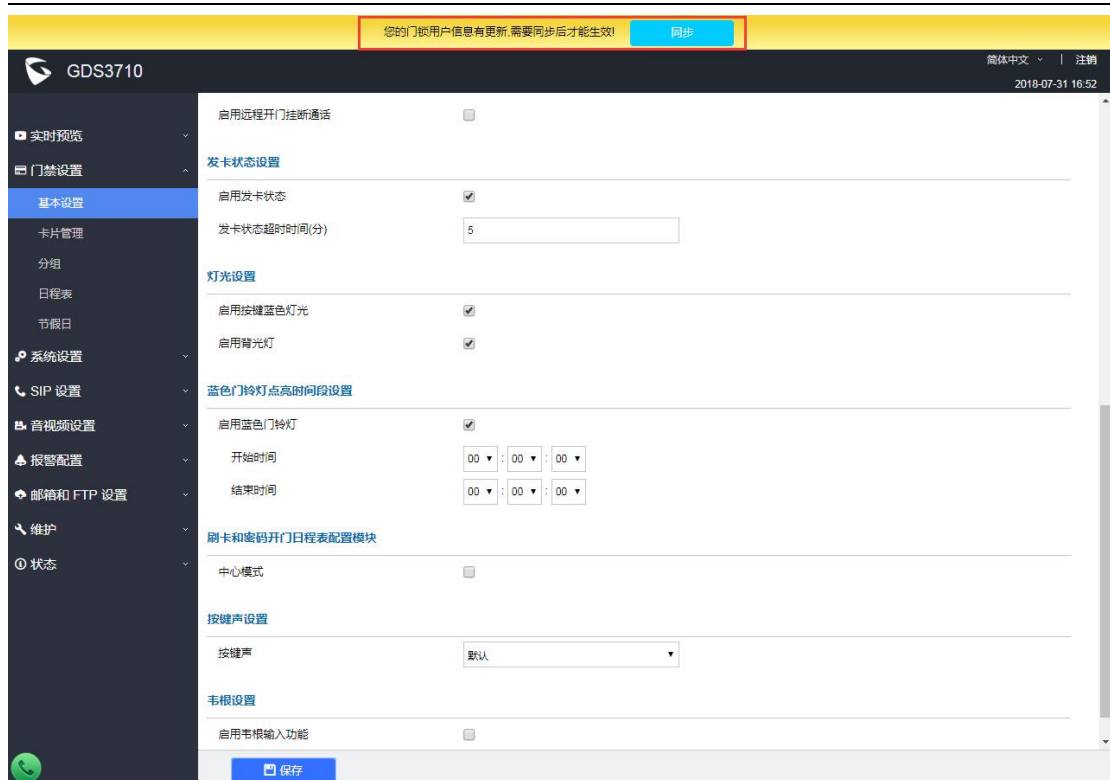 您的门锁用户信息有更新,需要同步后才能生效! 同步
GDS3710
简体中文 | 注销
2018-07-31 16:52
实时预览
门禁设置
基本设置
卡片管理
分组
日程表
节假日
系统设置
SIP 设置
音视频设置
报警配置
邮箱和 FTP 设置
维护
状态
启用远程开门挂断通话
发卡状态设置
启用发卡状态
发卡状态超时时间(分) 5
灯光设置
启用按键蓝色灯光
启用背光灯
蓝色门铃灯点亮时间段设置
启用蓝色门铃灯
开始时间 00 : 00 : 00
结束时间 00 : 00 : 00
刷卡和密码开门日程表配置模块
中心模式
按键声设置
按键声 默认
韦根设置
启用韦根输入功能
保存